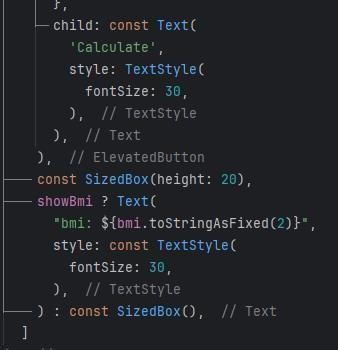 },
child: const Text(
'Calculate',
style: TextStyle(
fontSize: 30,
), // TextStyle
), // Text
), // ElevatedButton
const SizedBox(height: 20),
showBmi ? Text(
"bmi: ${bmi.toStringAsFixed(2)}",
style: const TextStyle(
fontSize: 30,
), // TextStyle
) : const SizedBox(), // Text
]